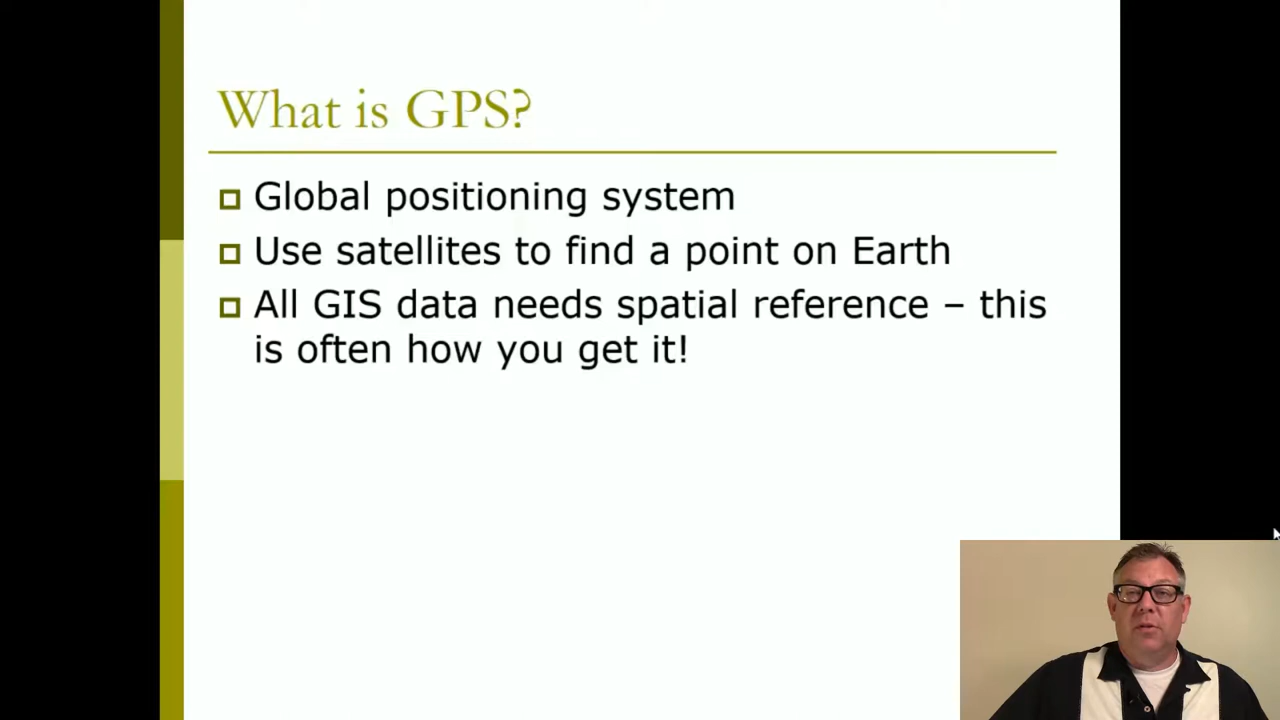 What is GPS?
Global positioning system
Use satellites to find a point on Earth
All GIS data needs spatial reference – this
is often how you get it!